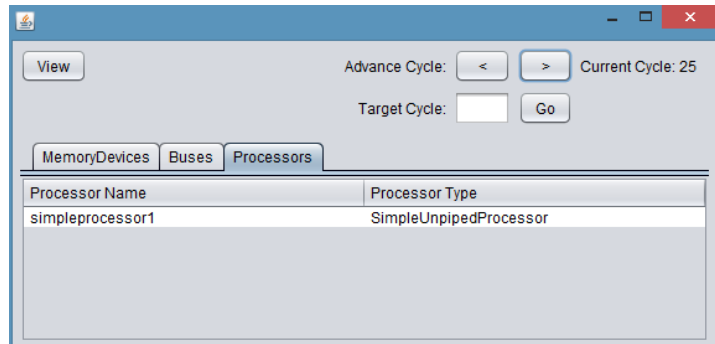 View Advance Cycle: < > Current Cycle: 25
Target Cycle: Go
MemoryDevices Buses Processors
Processor Name Processor Type
simpleprocessor1 SimpleUnpipedProcessor